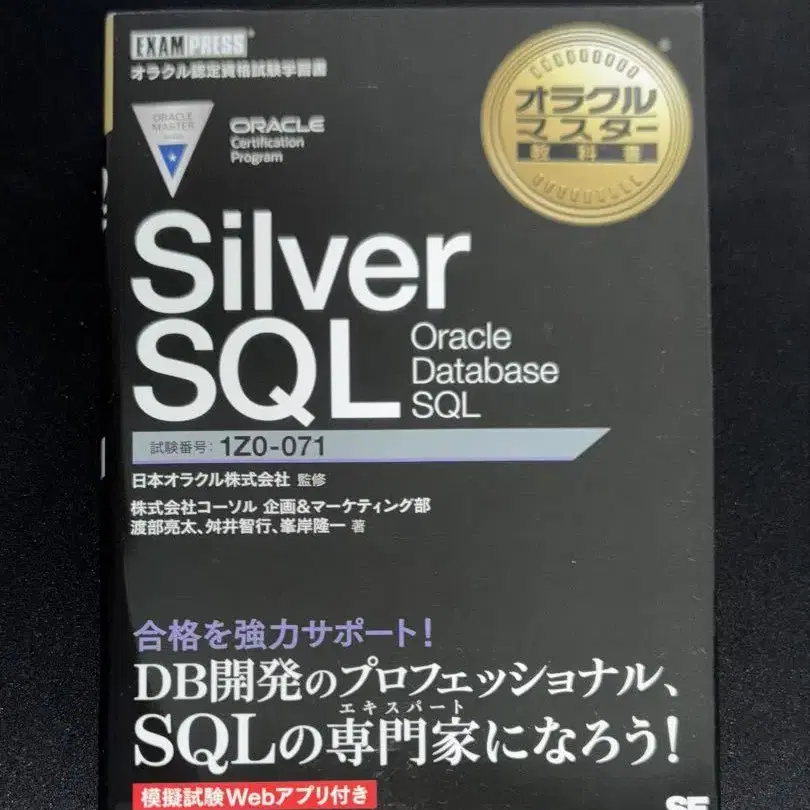 EXAMPRESS®
オラクル認定資格試験学習書
ORACLE
MASTER
ORACLE
Certification
Program
オラクル
マスター
教科書
Silver
SQL
Oracle
Database
SQL
試験番号：1Z0-071
日本オラクル株式会社 監修
株式会社コーソル 企画&マーケティング部
渡部亮太、舛井智行、峯岸隆一 著
合格を強力サポート！
DB開発のプロフェッショナル、
エキスパート
SQLの専門家になろう！
模擬試験Webアプリ付き
SE